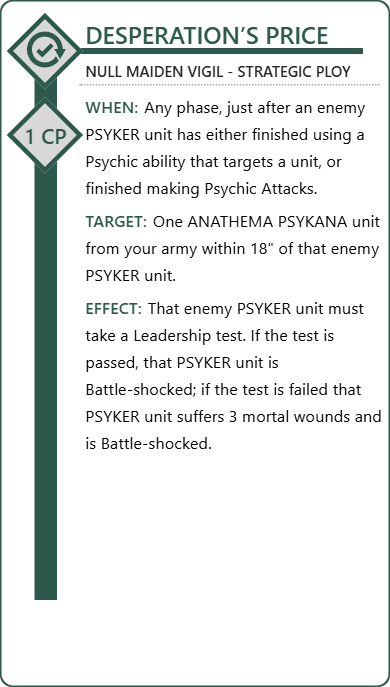 DESPERATION'S PRICE
NULL MAIDEN VIGIL - STRATEGIC PLOY
1 CP
WHEN: Any phase, just after an enemy
PSYKER unit has either finished using a
Psychic ability that targets a unit, or
finished making Psychic Attacks.
TARGET: One ANATHEMA PSYKANA unit
from your army within 18" of that enemy
PSYKER unit.
EFFECT: That enemy PSYKER unit must
take a Leadership test. If the test is
passed, that PSYKER unit is
Battle-shocked; if the test is failed that
PSYKER unit suffers 3 mortal wounds and
is Battle-shocked.